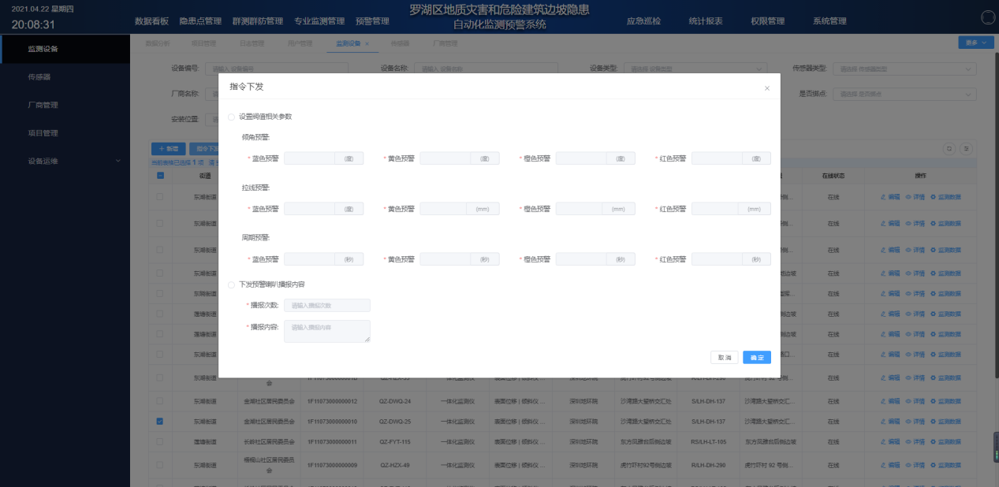 2021.04.22 星期四
20:08:31
罗湖区地质灾害和危险建筑边坡隐患
自动化监测预警系统
数据看板 隐患点管理 群测群防管理 专业监测管理 预警管理 应急巡检 统计报表 权限管理 系统管理
监测设备
传感器
厂商管理
项目管理
设备运维
数据分析 项目管理 日志管理 用户管理 监测设备 × 传感器 厂商管理 更多
设备编号: 请输入 设备编号 设备名称: 请输入 设备名称 设备类型: 请选择 设备类型 传感器类型: 请选择 传感器类型
厂商名称: 是否绑点: 请选择 是否绑点
安装位置:
+ 新增 指令下发
当前表格已选择 1 项 清空
街道 在线状态 操作
指令下发 ×
设置阀值相关参数
倾角预警:
* 蓝色预警 (度) * 黄色预警 (度) * 橙色预警 (度) * 红色预警 (度)
拉线预警:
* 蓝色预警 (度) * 黄色预警 (mm) * 橙色预警 (mm) * 红色预警 (mm)
周期预警:
* 蓝色预警 (秒) * 黄色预警 (秒) * 橙色预警 (秒) * 红色预警 (秒)
下发预警喇叭播报内容
* 播报次数: 请输入播报次数
* 播报内容: 请输入播报内容
取消 确定
东湖街道 在线 编辑 详情 监测数据
东湖街道 在线 编辑 详情 监测数据
东湖街道 在线 编辑 详情 监测数据
东湖街道 在线 编辑 详情 监测数据
东晓街道 在线 编辑 详情 监测数据
莲塘街道 在线 编辑 详情 监测数据
莲塘街道 在线 编辑 详情 监测数据
东湖街道 在线 编辑 详情 监测数据
东湖街道 在线 编辑 详情 监测数据
东湖街道 金湖社区居民委员会 1F11073000000012 QZ-DWQ-24 一体化监测仪 表面位移 | 倾斜仪 ... 深圳地环院 沙湾路大望桥交汇处 S/LH-DH-137 沙湾路大望桥交汇... 在线 编辑 详情 监测数据
东湖街道 金湖社区居民委员会 1F11073000000010 QZ-DWQ-25 一体化监测仪 表面位移 | 倾斜仪 ... 深圳地环院 沙湾路大望桥交汇处 S/LH-DH-137 沙湾路大望桥交汇... 在线 编辑 详情 监测数据
莲塘街道 长岭社区居民委员会 1F11073000000011 QZ-FYT-115 一体化监测仪 表面位移 | 倾斜仪 ... 深圳地环院 东方凤雅台后侧边坡 RS/LH-LT-105 东方凤雅台后侧边坡 在线 编辑 详情 监测数据
东湖街道 梧桐山社区居民委员会 1F11073000000009 QZ-HZX-49 一体化监测仪 表面位移 | 倾斜仪 ... 深圳地环院 虎竹吓村92号侧边坡 R/LH-DH-290 虎竹吓村 92 号侧... 在线 编辑 详情 监测数据